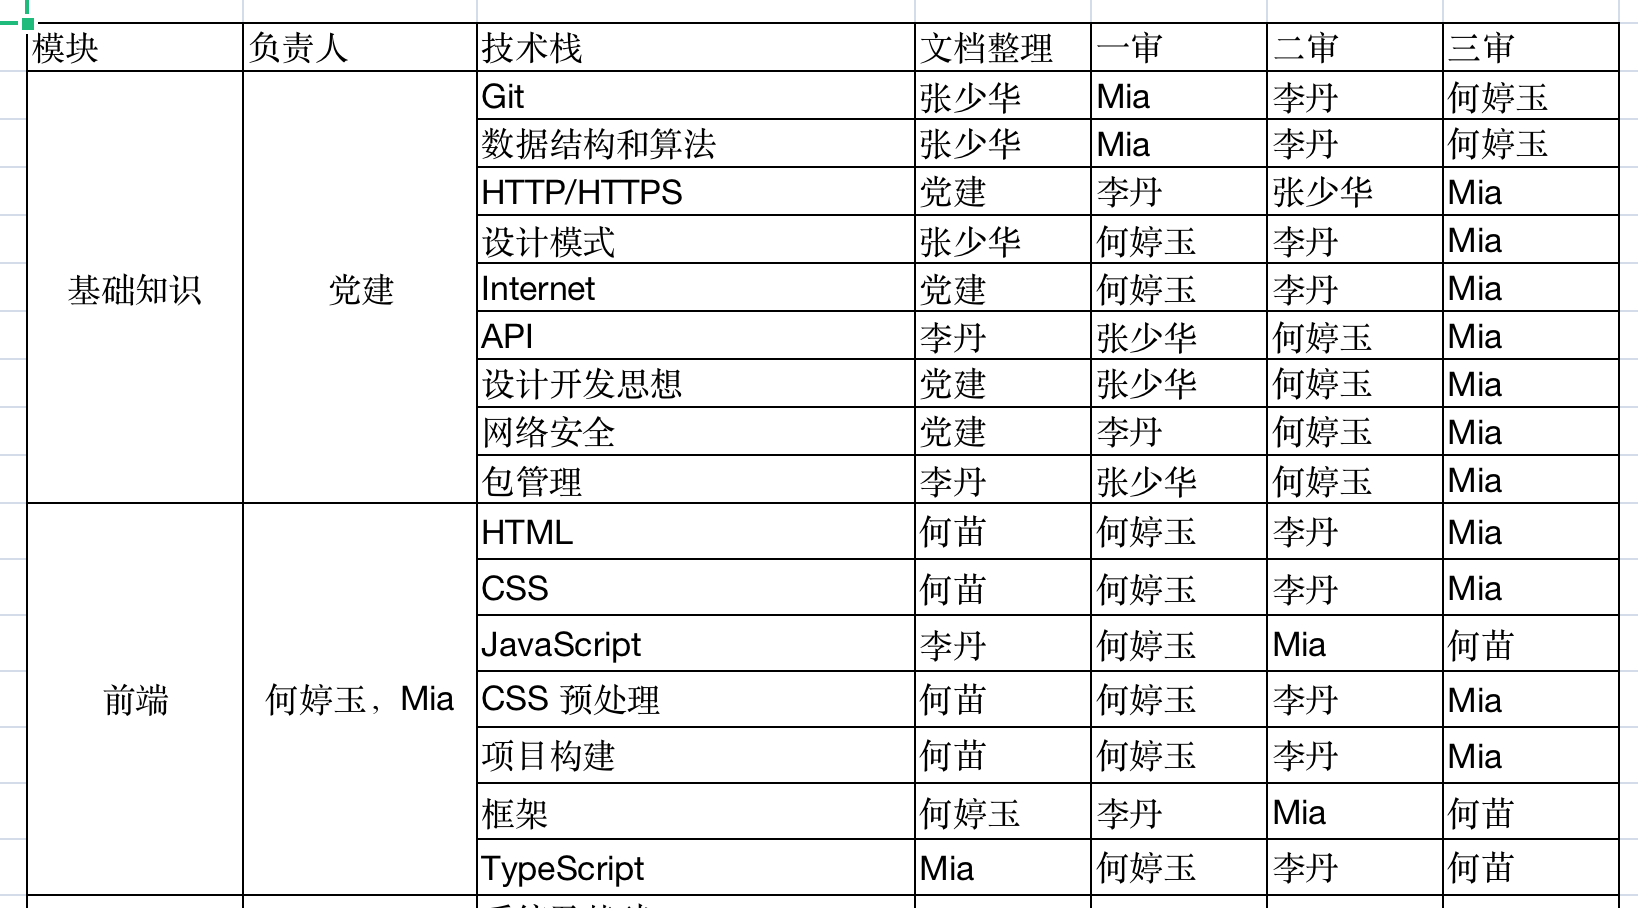 模块 负责人 技术栈 文档整理 一审 二审 三审
Git 张少华 Mia 李丹 何婷玉
数据结构和算法 张少华 Mia 李丹 何婷玉
HTTP/HTTPS 党建 李丹 张少华 Mia
设计模式 张少华 何婷玉 李丹 Mia
基础知识 党建 Internet 党建 何婷玉 李丹 Mia
API 李丹 张少华 何婷玉 Mia
设计开发思想 党建 张少华 何婷玉 Mia
网络安全 党建 李丹 何婷玉 Mia
包管理 李丹 张少华 何婷玉 Mia
HTML 何苗 何婷玉 李丹 Mia
CSS 何苗 何婷玉 李丹 Mia
JavaScript 李丹 何婷玉 Mia 何苗
前端 何婷玉，Mia CSS 预处理 何苗 何婷玉 李丹 Mia
项目构建 何苗 何婷玉 李丹 Mia
框架 何婷玉 李丹 Mia 何苗
TypeScript Mia 何婷玉 李丹 何苗